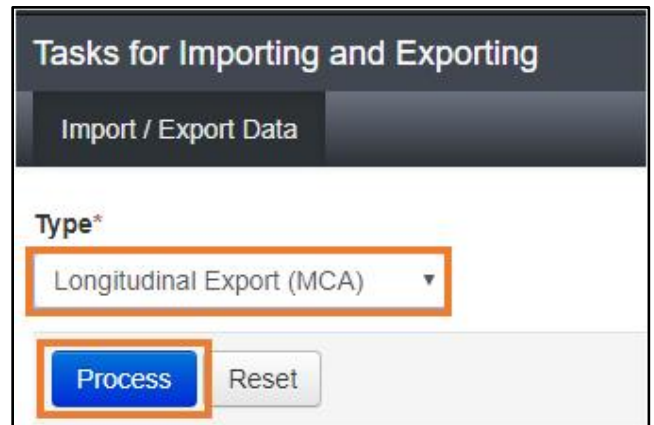 Tasks for Importing and Exporting
Import / Export Data
Type*
Longitudinal Export (MCA)
Process Reset